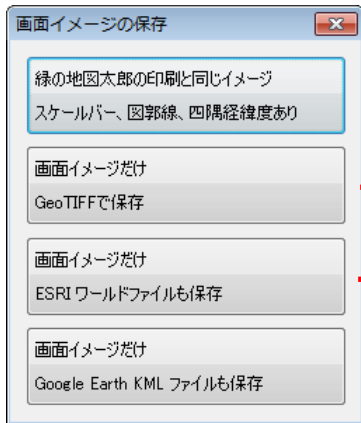 画面イメージの保存
緑の地図太郎の印刷と同じイメージ
スケールバー、図郭線、四隅経緯度あり
画面イメージだけ
GeoTIFFで保存
画面イメージだけ
ESRI ワールドファイルも保存
画面イメージだけ
Google Earth KML ファイルも保存